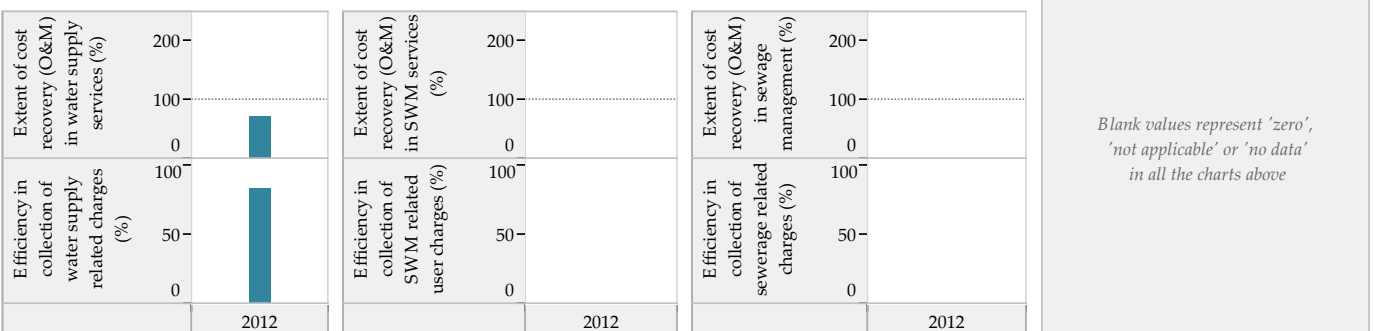 Extent of cost
recovery (O&M)
in water supply
services (%)
200
100
0
Efficiency in
collection of
water supply
related charges
(%)
100
50
0
2012
Extent of cost
recovery (O&M)
in SWM services
(%)
200
100
0
Efficiency in
collection of
SWM related
user charges (%)
100
50
0
2012
Extent of cost
recovery (O&M)
in sewage
management (%)
200
100
0
Efficiency in
collection of
sewerage related
charges (%)
100
50
0
2012
Blank values represent 'zero',
'not applicable' or 'no data'
in all the charts above